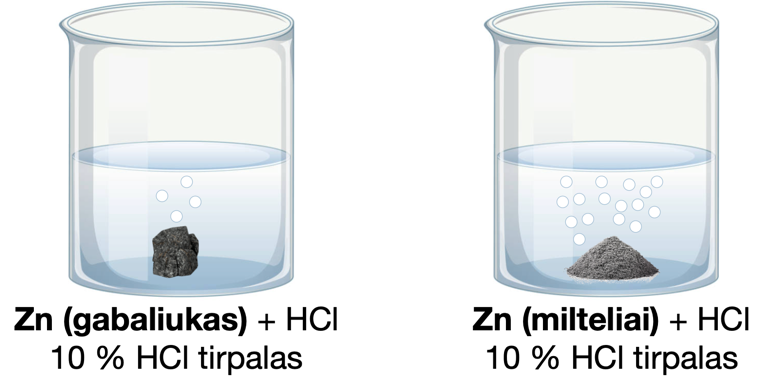 Zn (gabaliukas) + HCl
10 % HCl tirpalas
Zn (milteliai) + HCl
10 % HCl tirpalas